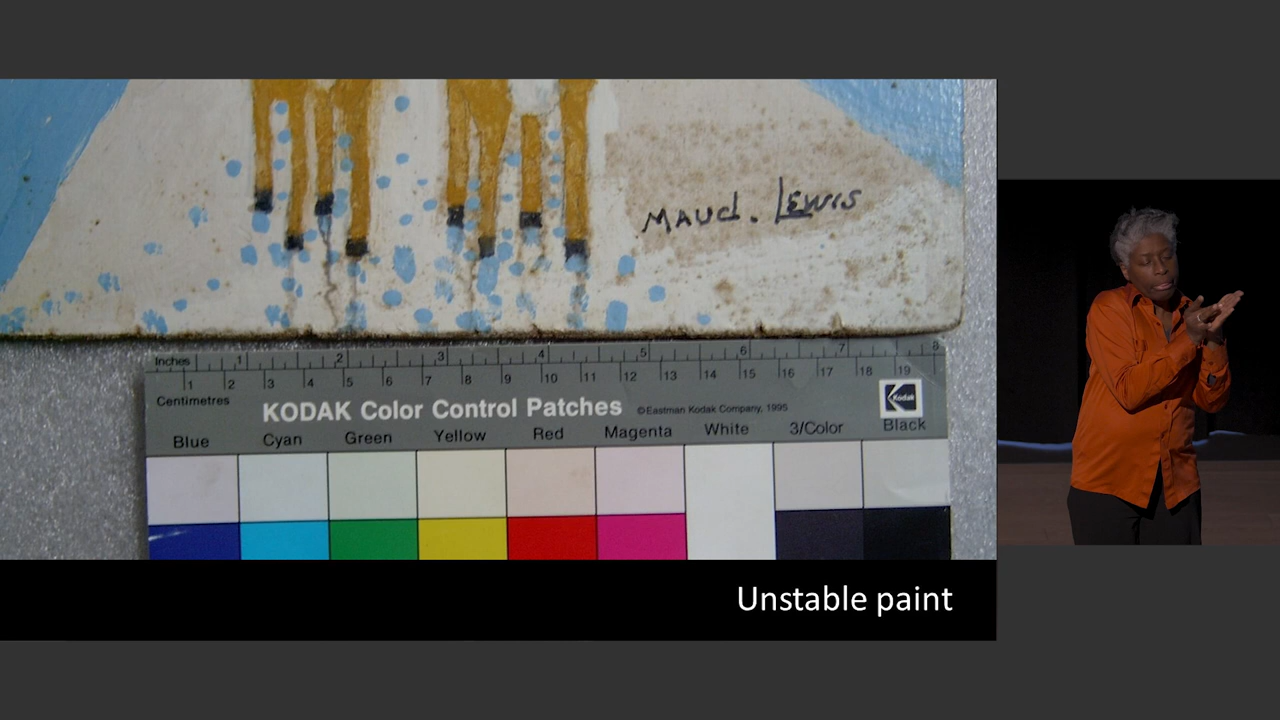 MAUd. LEWIS
Inches 1 2 3 4 5 6 7 8
1 2 3 4 5 6 7 8 9 10 11 12 13 14 15 16 17 18 19
Centimetres
KODAK Color Control Patches ©Eastman Kodak Company, 1995 Kodak
Blue Cyan Green Yellow Red Magenta White 3/Color Black
Unstable paint